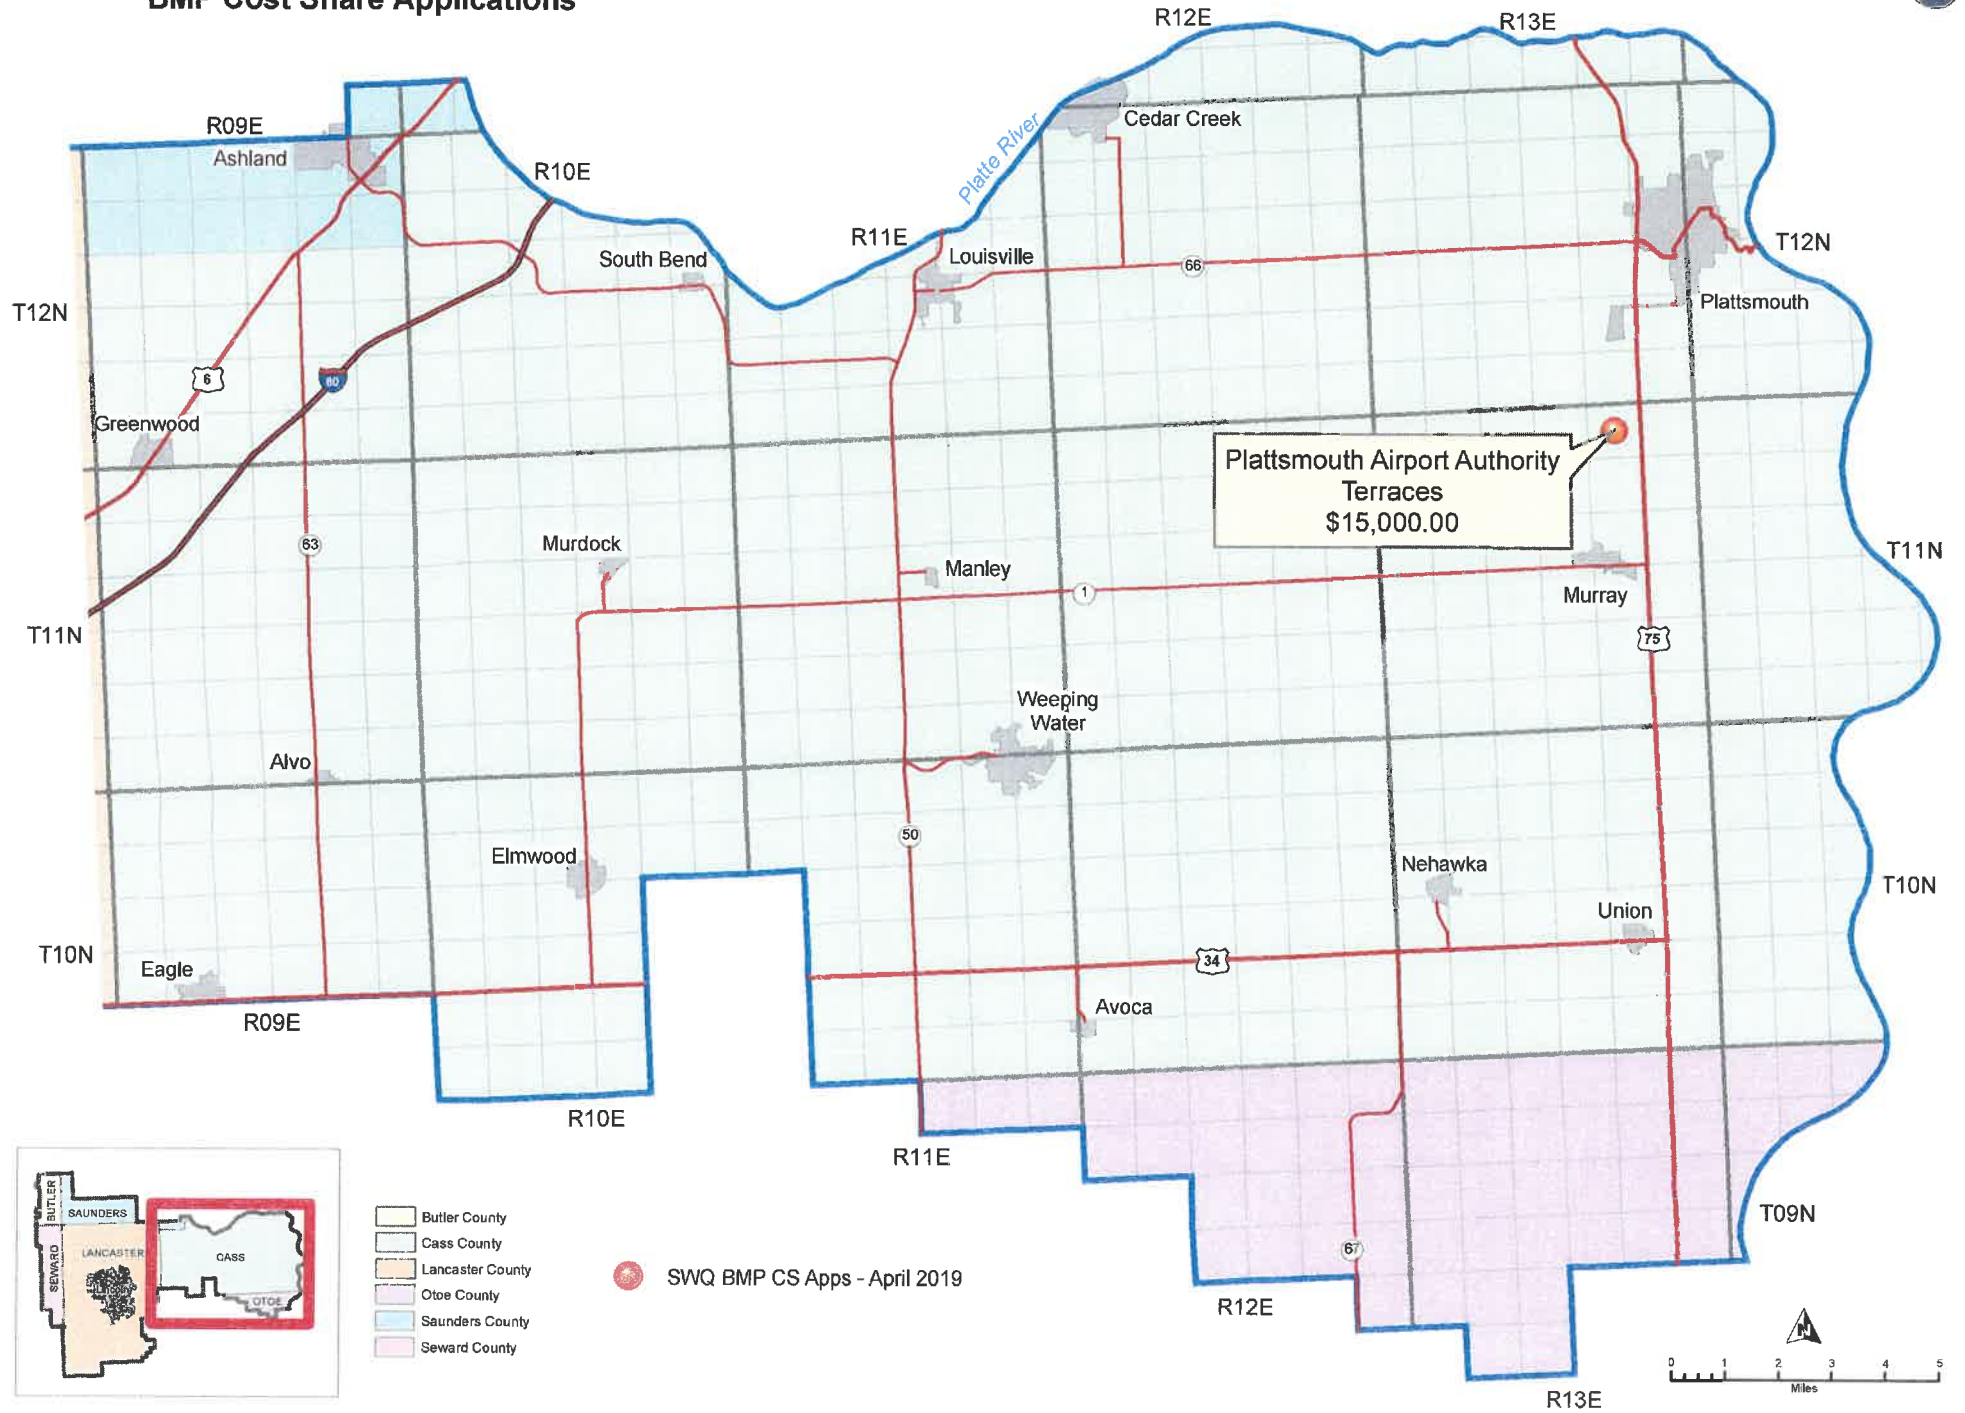 BMP Cost Share Applications
R12E
R13E
R09E
Ashland
R10E
Platte River
Cedar Creek
R11E
Louisville
South Bend
66
T12N
T12N
Plattsmouth
6
80
Greenwood
Plattsmouth Airport Authority
Terraces
$15,000.00
63
Murdock
Manley
1
T11N
Murray
T11N
75
Weeping
Water
Alvo
50
Elmwood
Nehawka
T10N
Union
T10N
Eagle
34
Avoca
R09E
R10E
R11E
T09N
67
R12E
R13E
BUTLER
SAUNDERS
SEWARD
LANCASTER
Lincoln
CASS
OTOE
Butler County
Cass County
Lancaster County
Otoe County
Saunders County
Seward County
SWQ BMP CS Apps - April 2019
N
0 1 2 3 4 5
Miles